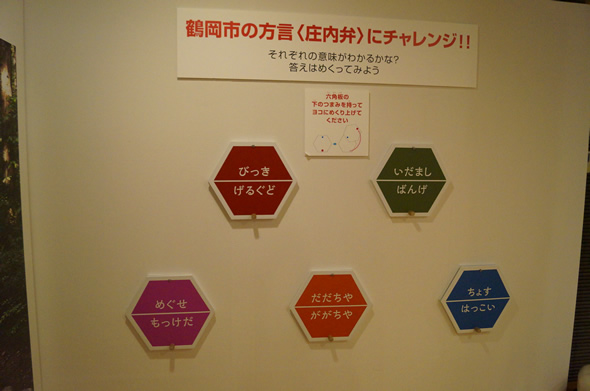 鶴岡市の方言〈庄内弁〉にチャレンジ!!
それぞれの意味がわかるかな?
答えはめくってみよう
六角板の
下のつまみを持って
ヨコにめくり上げて
ください
びっき
げるぐど
いだまし
ばんげ
めぐせ
もっけだ
だだちや
ががちや
ちょす
はっこい